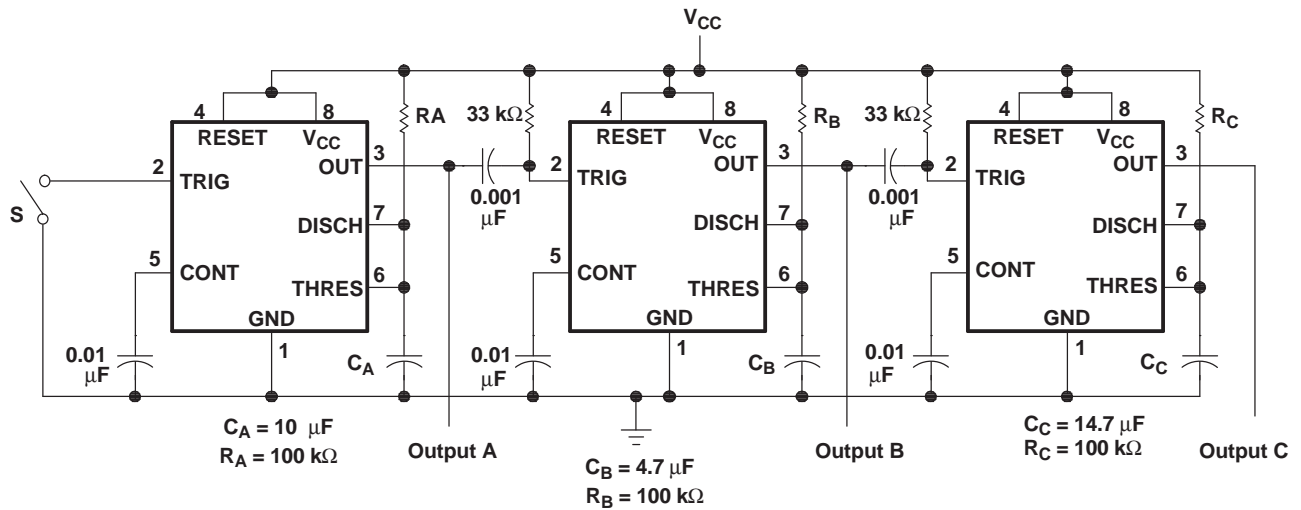 VCC
4
8
RESET
VCC
2
TRIG
3
OUT
RA
33 kΩ
0.001
μF
DISCH
7
S
5
CONT
6
THRES
GND
1
0.01
μF
CA
CA = 10 μF
RA = 100 kΩ
Output A
4
8
RESET
VCC
2
TRIG
3
OUT
RB
33 kΩ
0.001
μF
DISCH
7
5
CONT
6
THRES
GND
1
0.01
μF
CB
CB = 4.7 μF
RB = 100 kΩ
Output B
4
8
RESET
VCC
2
TRIG
3
OUT
RC
DISCH
7
5
CONT
6
THRES
GND
1
0.01
μF
CC
CC = 14.7 μF
RC = 100 kΩ
Output C